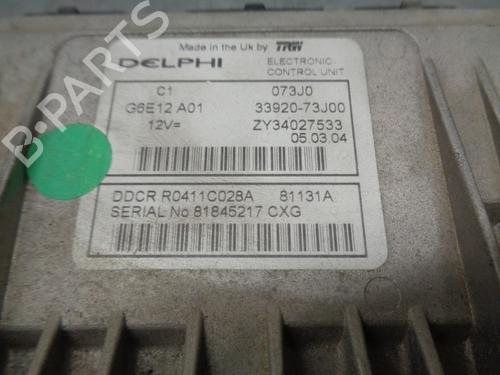 Made in the Uk by TRW
DELPHI ELECTRONIC
CONTROL UNIT
C1 073J0
G6E12 A01 33920-73J00
12V= ZY34027533
05.03.04
DDCR R0411C028A 81131A
SERIAL No 81845217 CXG
B-PARTS